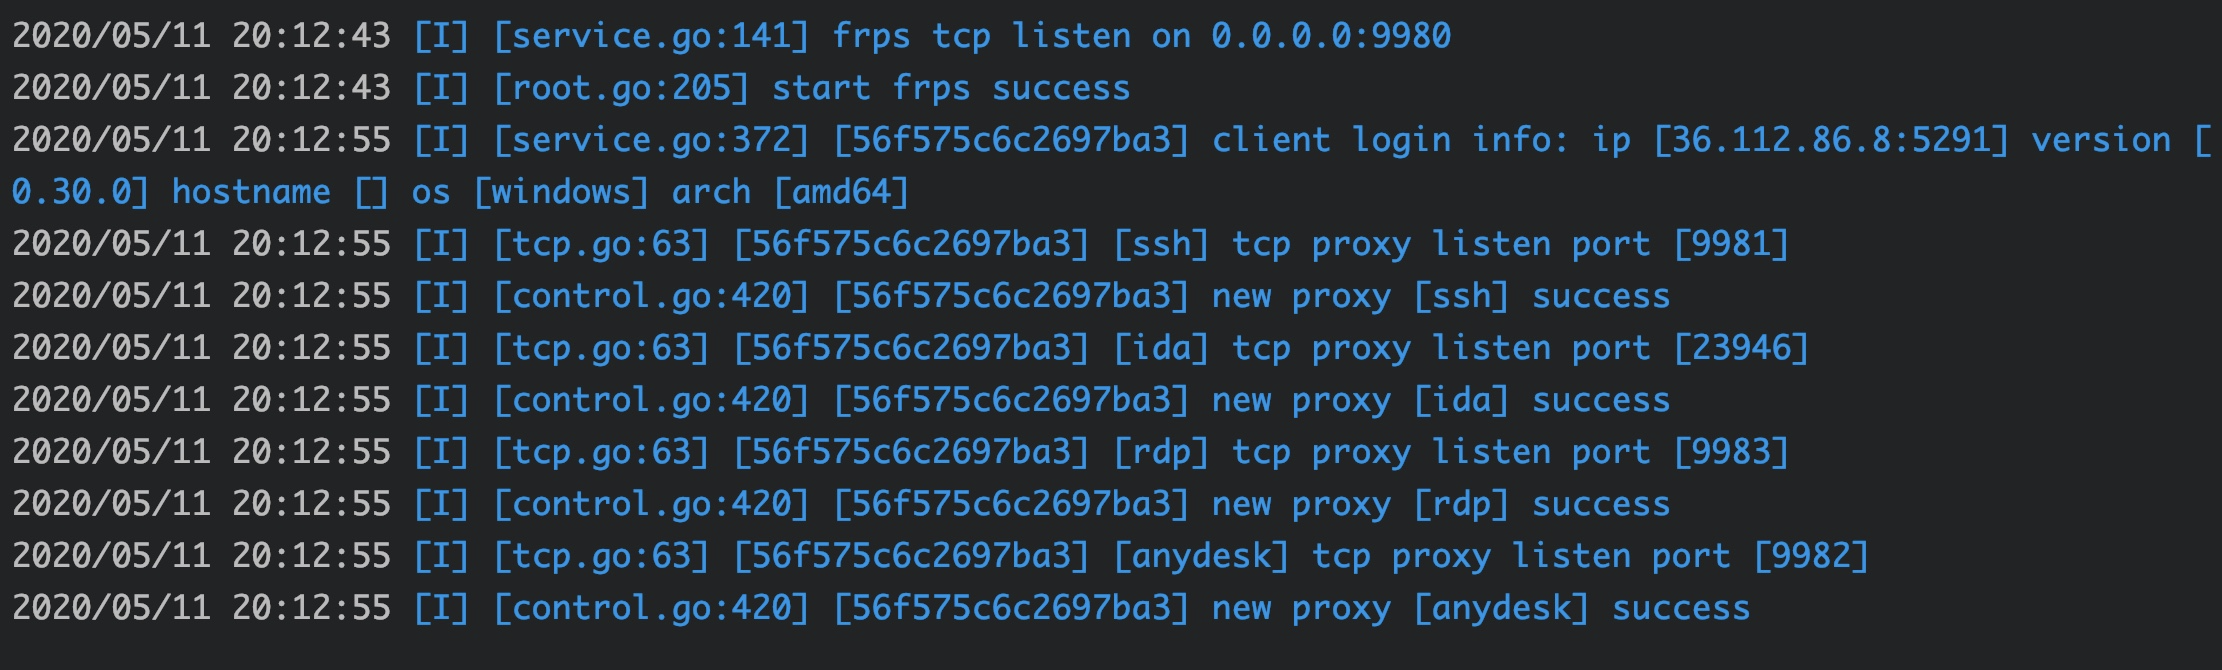 2020/05/11 20:12:43 [I] [service.go:141] frps tcp listen on 0.0.0.0:9980
2020/05/11 20:12:43 [I] [root.go:205] start frps success
2020/05/11 20:12:55 [I] [service.go:372] [56f575c6c2697ba3] client login info: ip [36.112.86.8:5291] version [
0.30.0] hostname [] os [windows] arch [amd64]
2020/05/11 20:12:55 [I] [tcp.go:63] [56f575c6c2697ba3] [ssh] tcp proxy listen port [9981]
2020/05/11 20:12:55 [I] [control.go:420] [56f575c6c2697ba3] new proxy [ssh] success
2020/05/11 20:12:55 [I] [tcp.go:63] [56f575c6c2697ba3] [ida] tcp proxy listen port [23946]
2020/05/11 20:12:55 [I] [control.go:420] [56f575c6c2697ba3] new proxy [ida] success
2020/05/11 20:12:55 [I] [tcp.go:63] [56f575c6c2697ba3] [rdp] tcp proxy listen port [9983]
2020/05/11 20:12:55 [I] [control.go:420] [56f575c6c2697ba3] new proxy [rdp] success
2020/05/11 20:12:55 [I] [tcp.go:63] [56f575c6c2697ba3] [anydesk] tcp proxy listen port [9982]
2020/05/11 20:12:55 [I] [control.go:420] [56f575c6c2697ba3] new proxy [anydesk] success